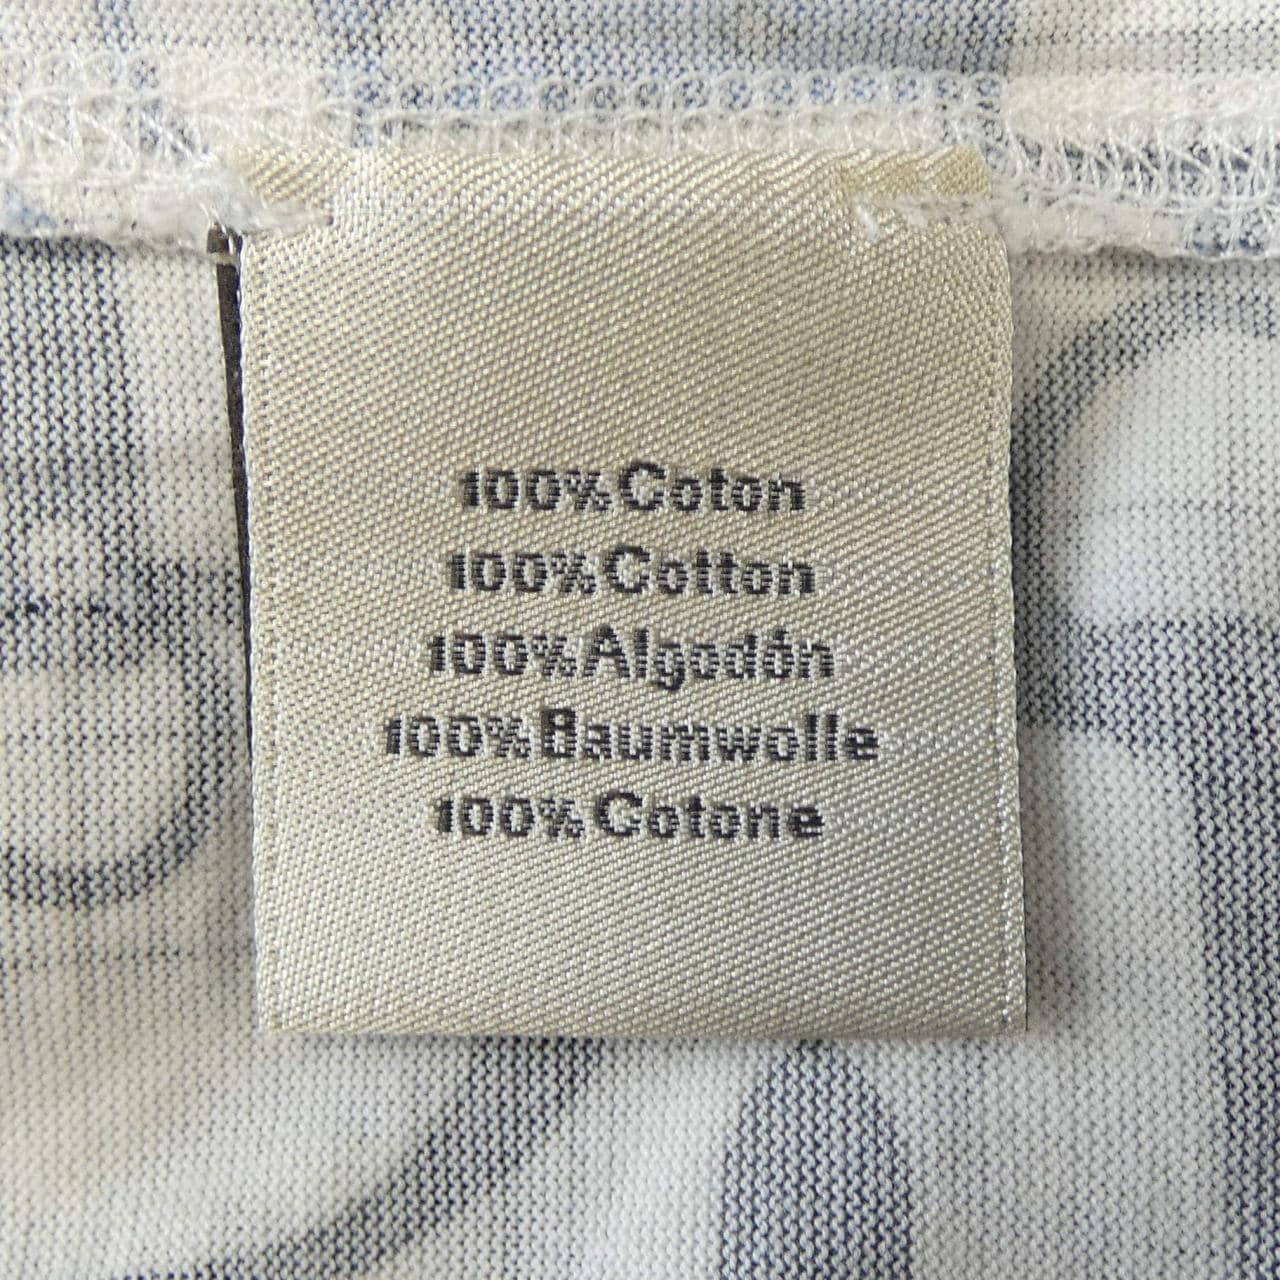 100% Coton
100% Cotton
100% Algodón
100% Baumwolle
100% Cotone